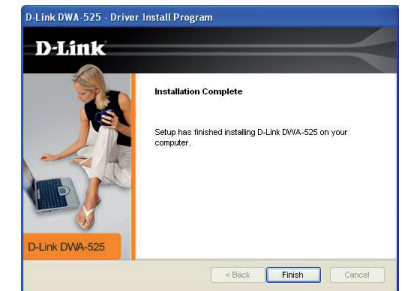 D-Link DWA-525 - Driver Install Program
D-Link
Installation Complete
Setup has finished installing D-Link DWA-525 on your
computer.
D-Link DWA-525
< Back
Finish
Cancel